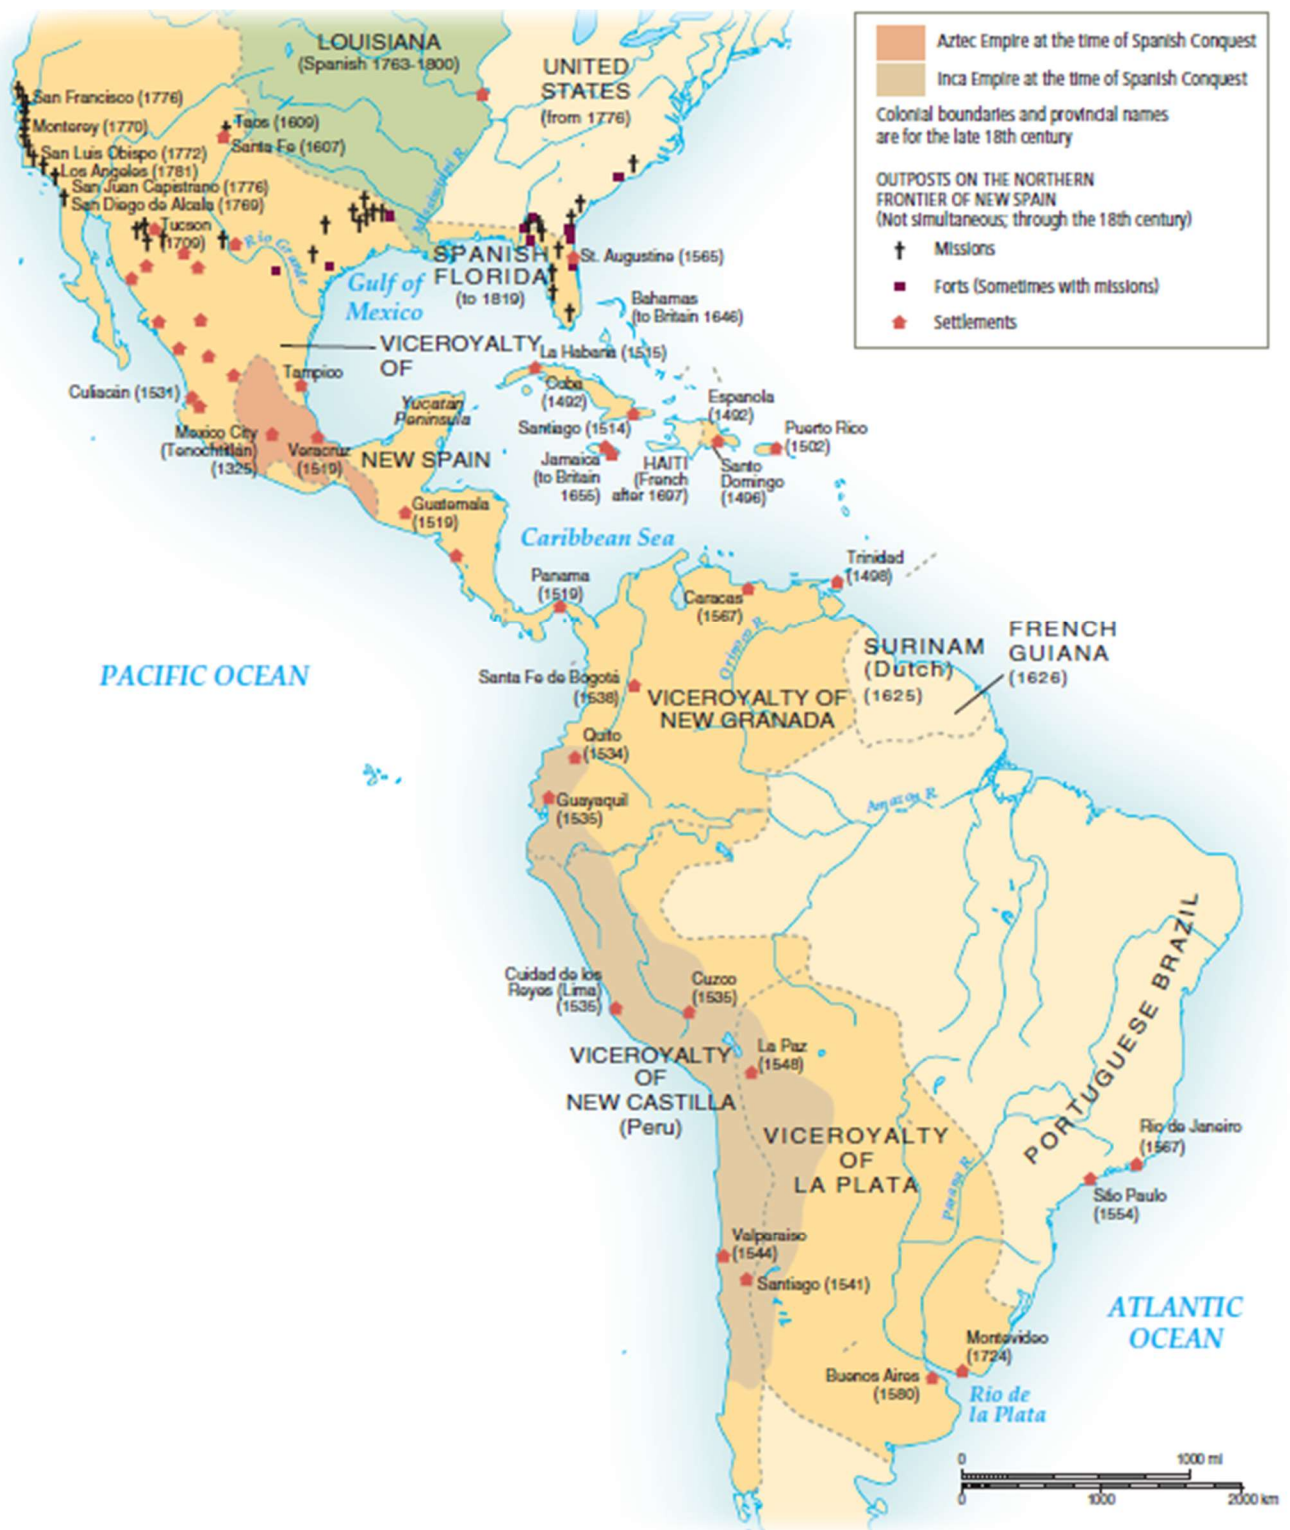 Aztec Empire at the time of Spanish Conquest
Inca Empire at the time of Spanish Conquest
Colonial boundaries and provincial names
are for the late 18th century
OUTPOSTS ON THE NORTHERN
FRONTIER OF NEW SPAIN
(Not simultaneous; through the 18th century)
Missions
Forts (Sometimes with missions)
Settlements
LOUISIANA
(Spanish 1763-1800)
UNITED
STATES
(from 1776)
San Francisco (1776)
Monterey (1770)
San Luis Obispo (1772)
Los Angeles (1781)
San Juan Capistrano (1776)
San Diego de Alcala (1769)
Taos (1609)
Santa Fe (1607)
Tucson
(1709)
Mississippi R.
Rio Grande
Gulf of
Mexico
SPANISH
FLORIDA
(to 1819)
St. Augustine (1565)
Bahamas
(to Britain 1646)
VICEROYALTY
OF
NEW SPAIN
La Habana (1515)
Cuba
(1492)
Tampico
Culiacán (1531)
Yucatán
Peninsula
Espanola
(1492)
Santiago (1514)
Puerto Rico
(1502)
Mexico City
(Tenochtitlán)
(1325)
Veracruz
(1519)
Jamaica
(to Britain
1655)
HAITI
(French
after 1697)
Santo
Domingo
(1496)
Guatemala
(1519)
Caribbean Sea
Trinidad
(1498)
Panama
(1519)
Caracas
(1567)
Orinoco R.
SURINAM
(Dutch)
(1625)
FRENCH
GUIANA
(1626)
PACIFIC OCEAN
Santa Fe de Bogotá
(1538)
VICEROYALTY OF
NEW GRANADA
Quito
(1534)
Guayaquil
(1535)
Amazon R.
PORTUGUESE BRAZIL
Cuidad de los
Reyes (Lima)
(1535)
Cuzco
(1535)
La Paz
(1548)
VICEROYALTY
OF
NEW CASTILLA
(Peru)
VICEROYALTY
OF
LA PLATA
Parana R.
Rio de Janeiro
(1567)
São Paulo
(1554)
Valparaiso
(1544)
Santiago (1541)
ATLANTIC
OCEAN
Montevideo
(1724)
Buenos Aires
(1580)
Rio de
la Plata
0 1000 mi
0 1000 2000 km